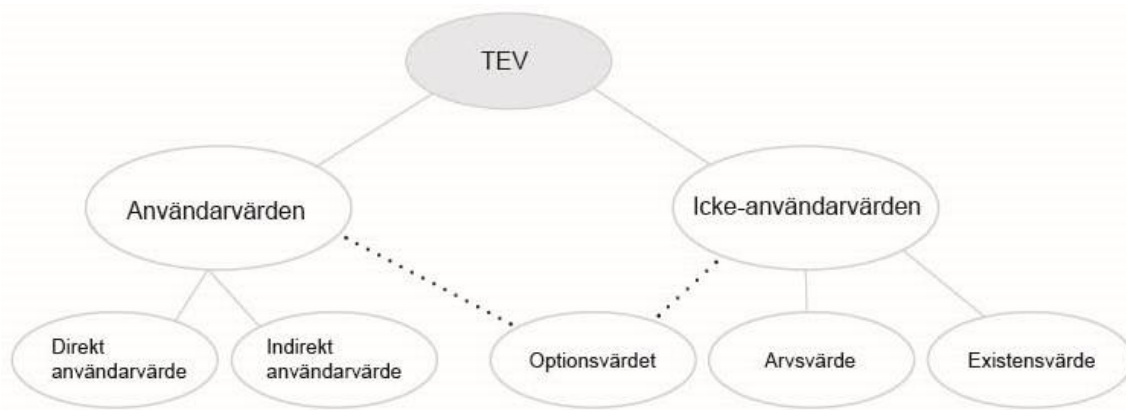 TEV
Användarvärden
Icke-användarvärden
Direkt
användarvärde
Indirekt
användarvärde
Optionsvärdet
Arvsvärde
Existensvärde